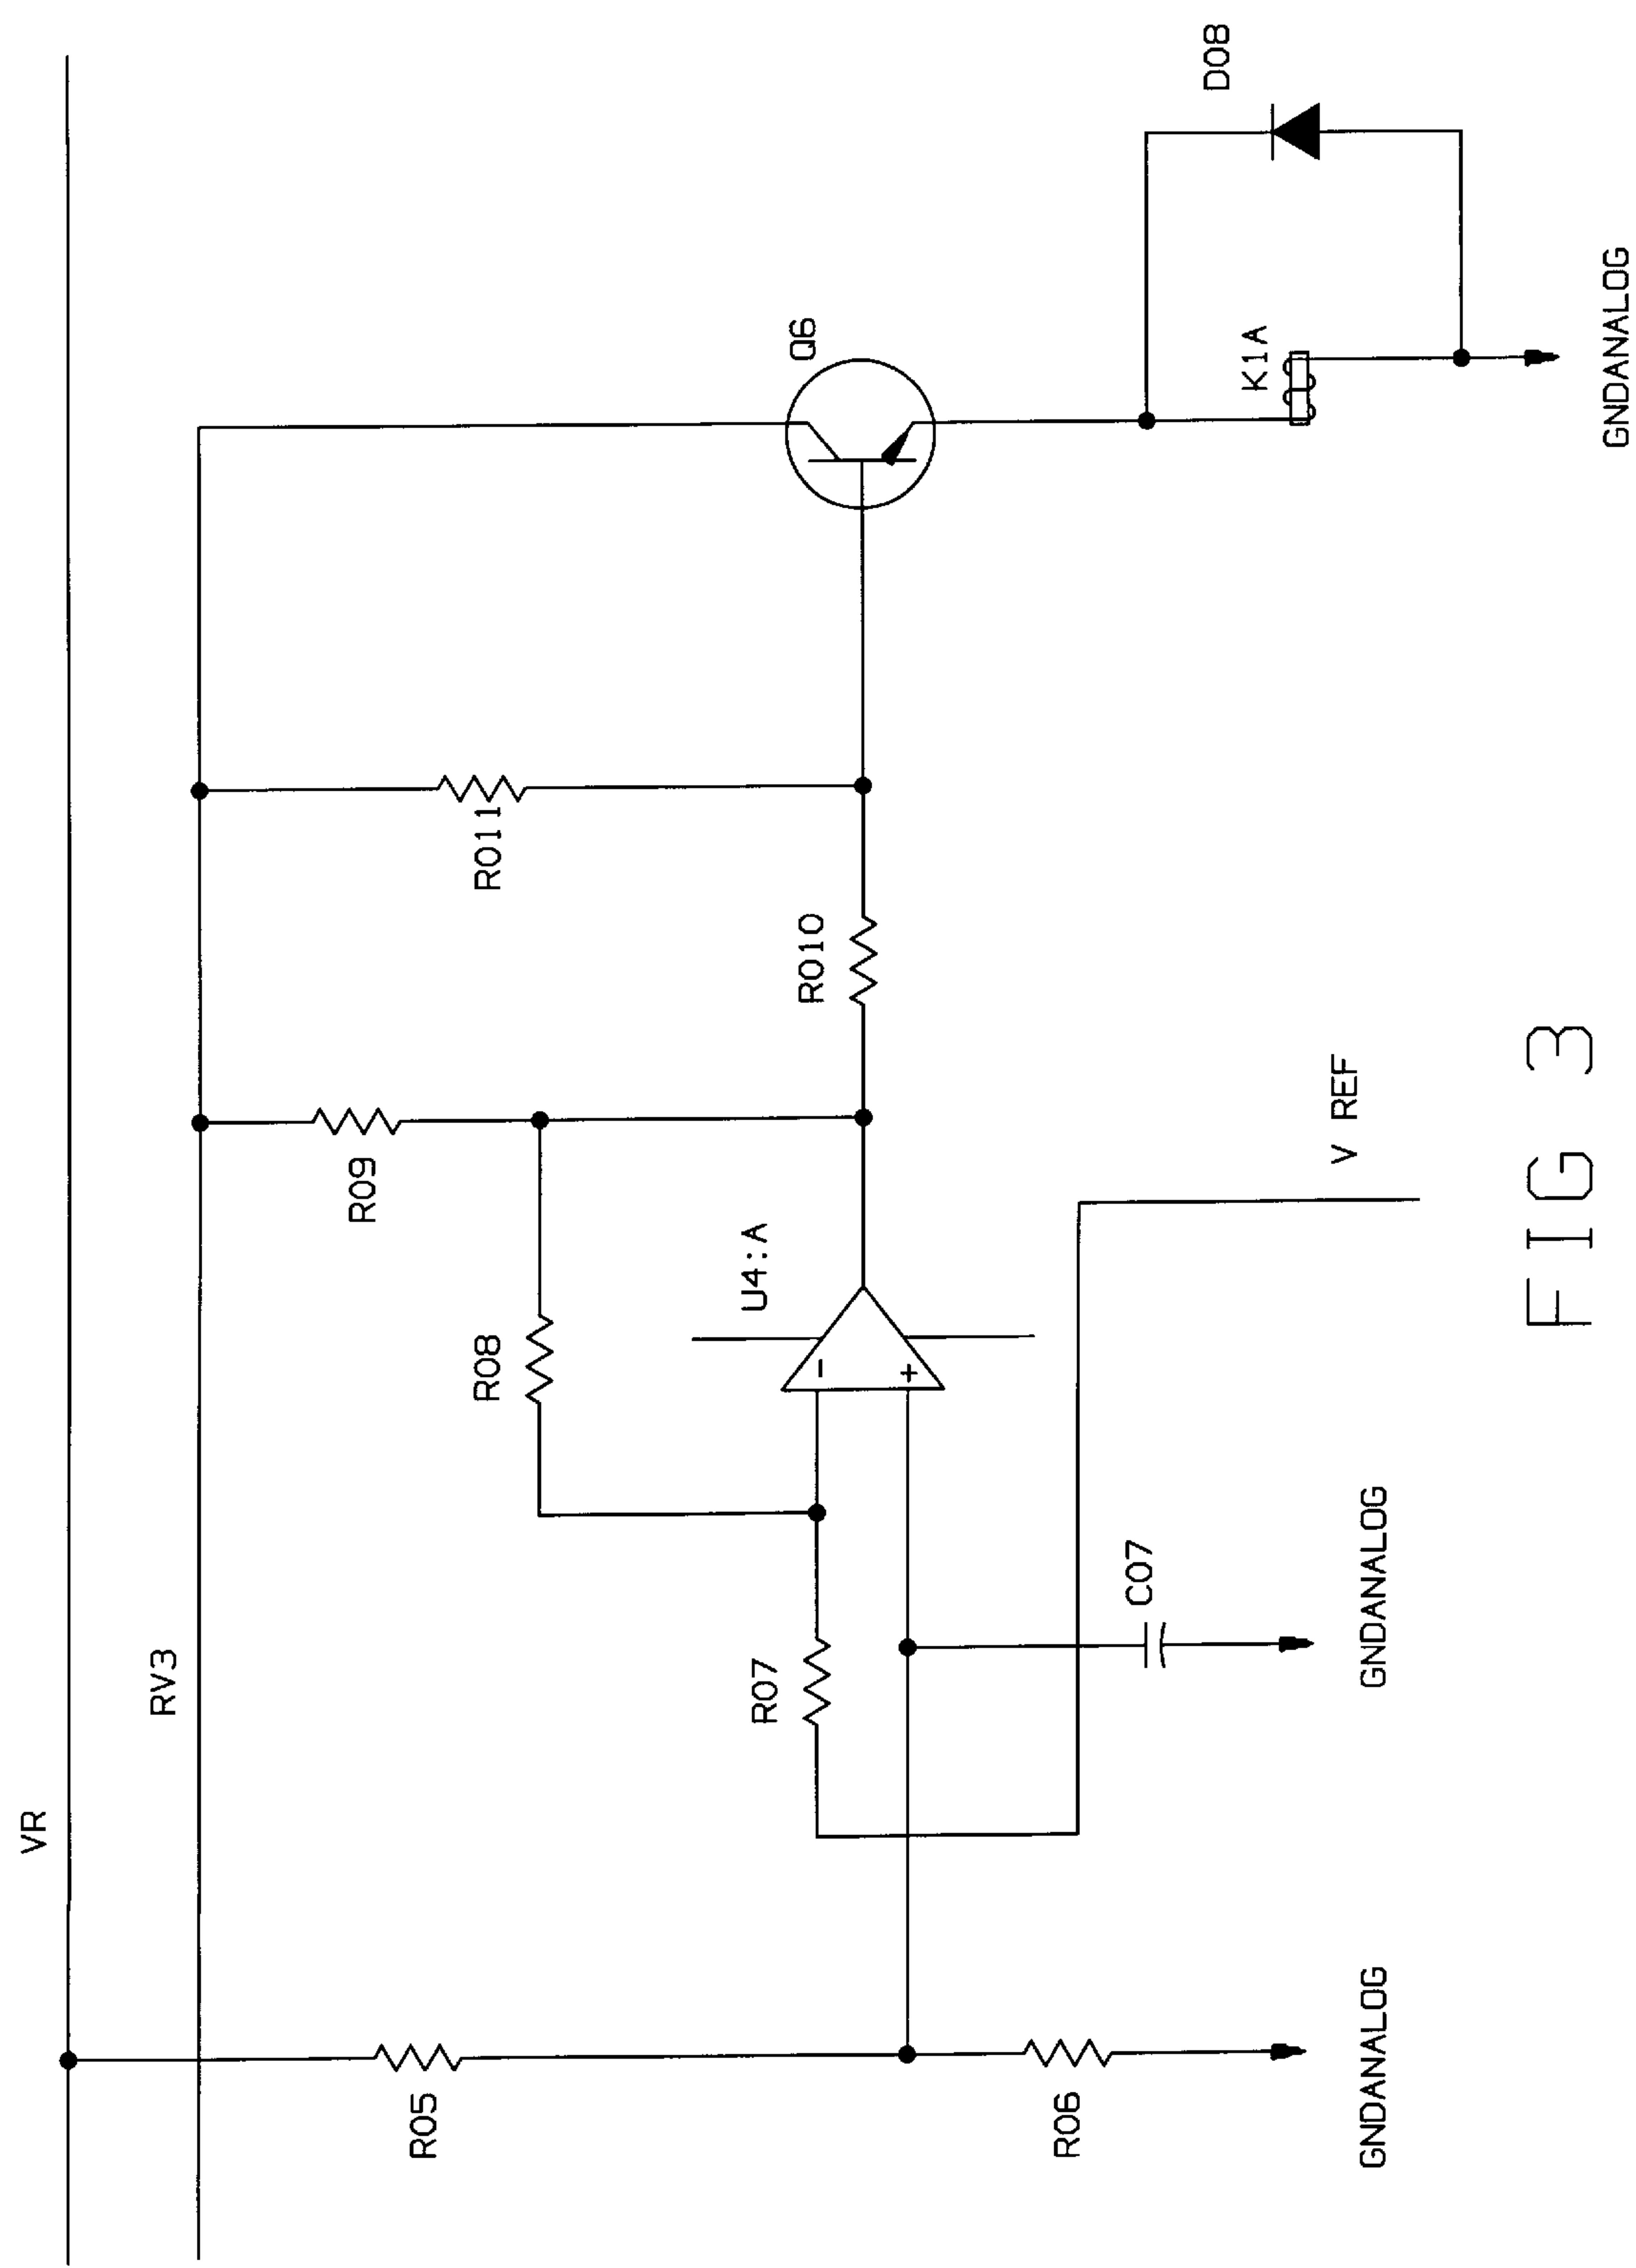 VR
RV3
R05
R06
GNDANALOG
R07
R08
R09
U4:A
C07
GNDANALOG
V REF
R010
R011
Q6
K1A
D08
GNDANALOG
FIG 3